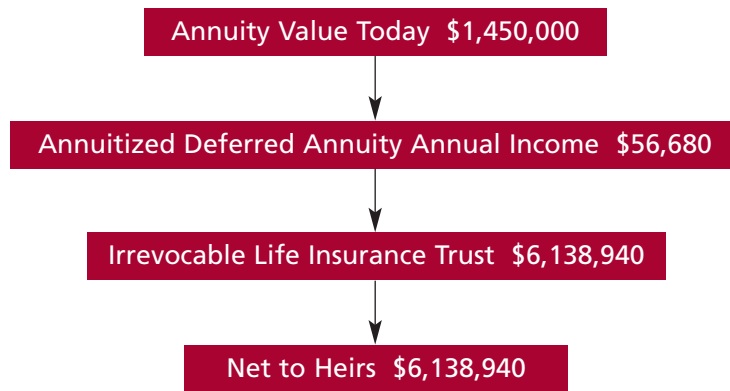 Annuity Value Today $1,450,000
Annuitized Deferred Annuity Annual Income $56,680
Irrevocable Life Insurance Trust $6,138,940
Net to Heirs $6,138,940